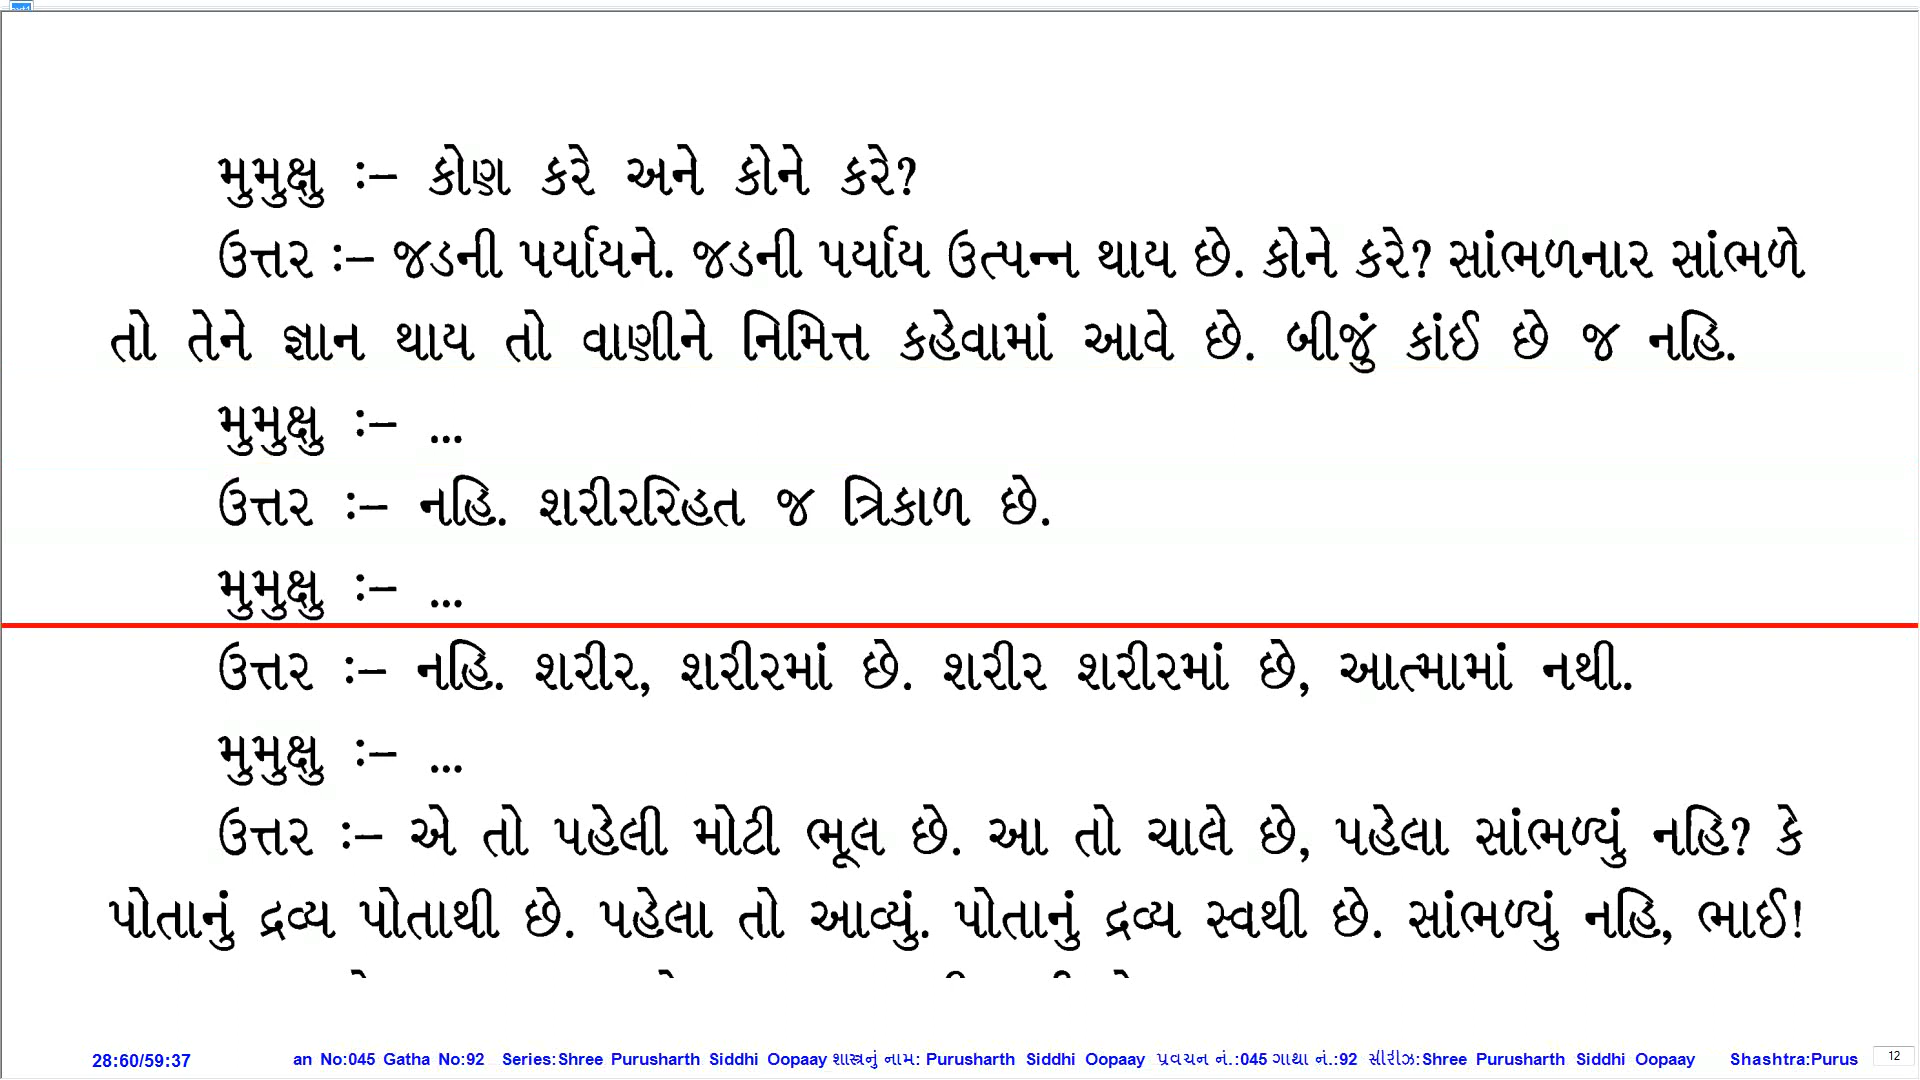 મુમુક્ષુ :– કોણ કરે અને કોને કરે?
ઉત્તર :– જડની પર્યાયને. જડની પર્યાય ઉત્પન્ન થાય છે. કોને કરે? સાંભળનાર સાંભળે
તો તેને જ્ઞાન થાય તો વાણીને નિમિત્ત કહેવામાં આવે છે. બીજું કાંઈ છે જ નહિ.
મુમુક્ષુ :– ...
ઉત્તર :– નહિ. શરીરરિહત જ ત્રિકાળ છે.
મુમુક્ષુ :– ...
ઉત્તર :– નહિ. શરીર, શરીરમાં છે. શરીર શરીરમાં છે, આત્મામાં નથી.
મુમુક્ષુ :– ...
ઉત્તર :– એ તો પહેલી મોટી ભૂલ છે. આ તો ચાલે છે, પહેલા સાંભળ્યું નહિ? કે
પોતાનું દ્રવ્ય પોતાથી છે. પહેલા તો આવ્યું. પોતાનું દ્રવ્ય સ્વથી છે. સાંભળ્યું નહિ, ભાઈ!
28:60/59:37 an No:045 Gatha No:92 Series:Shree Purusharth Siddhi Oopaay શાસ્ત્રનું નામ: Purusharth Siddhi Oopaay પ્રવચન નં.:045 ગાથા નં.:92 સીરીઝ:Shree Purusharth Siddhi Oopaay Shashtra:Purus 12